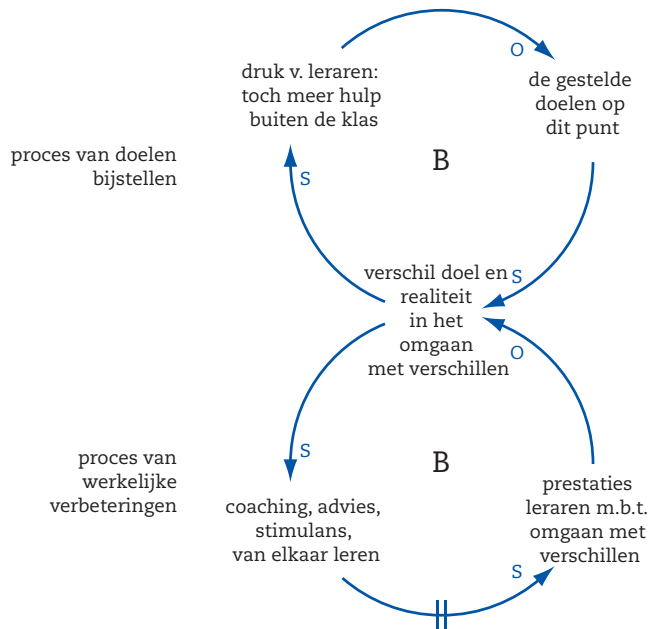 O
druk v. leraren:
toch meer hulp
buiten de klas
de gestelde
doelen op
dit punt
proces van doelen
bijstellen
B
S
verschil doel en
realiteit
in het
omgaan
met verschillen
S
O
S
proces van
werkelijke
verbeteringen
B
coaching, advies,
stimulans,
van elkaar leren
prestaties
leraren m.b.t.
omgaan met
verschillen
S